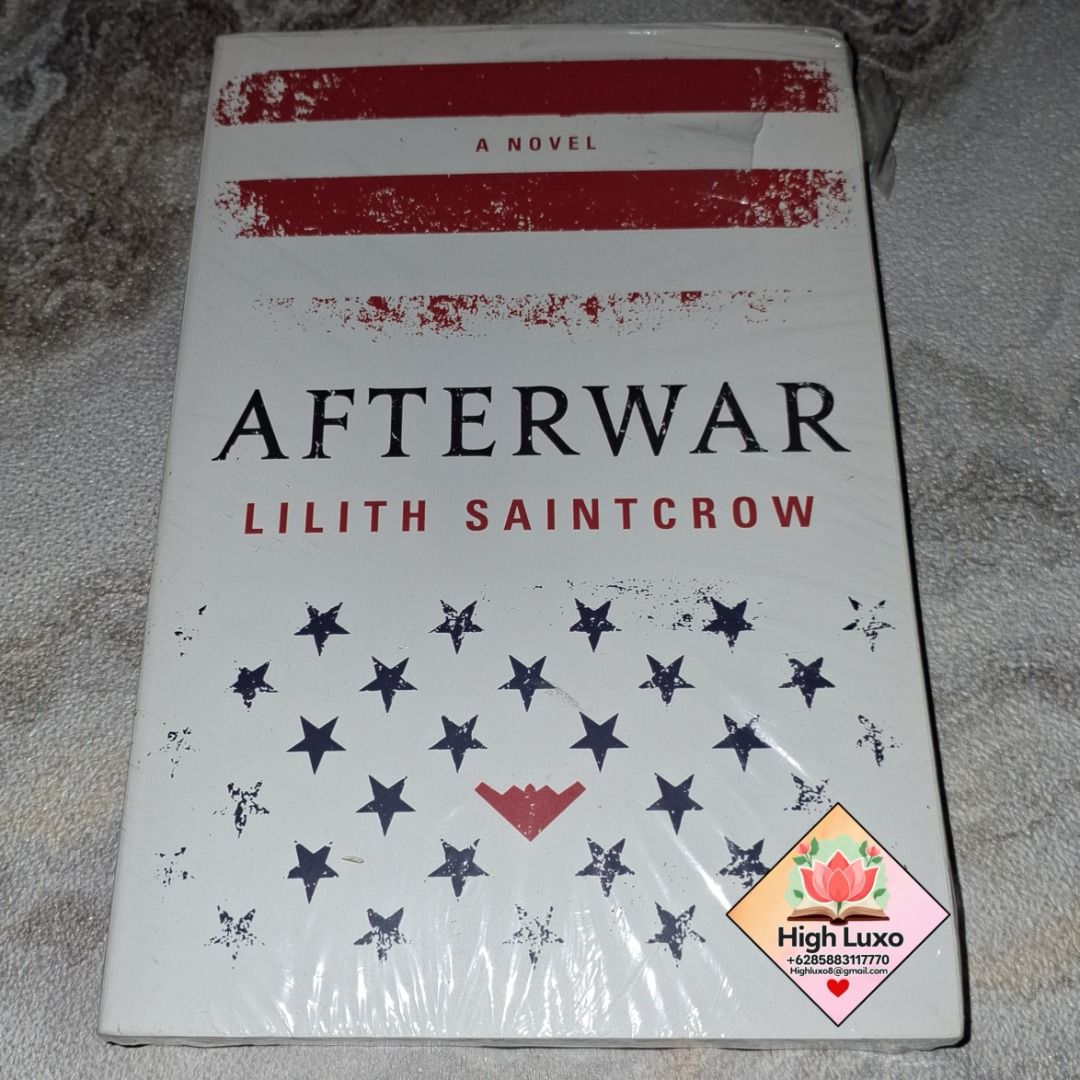 A NOVEL
AFTERWAR
LILITH SAINTCROW
High Luxo
+6285883117770
Highluxo8@gmail.com